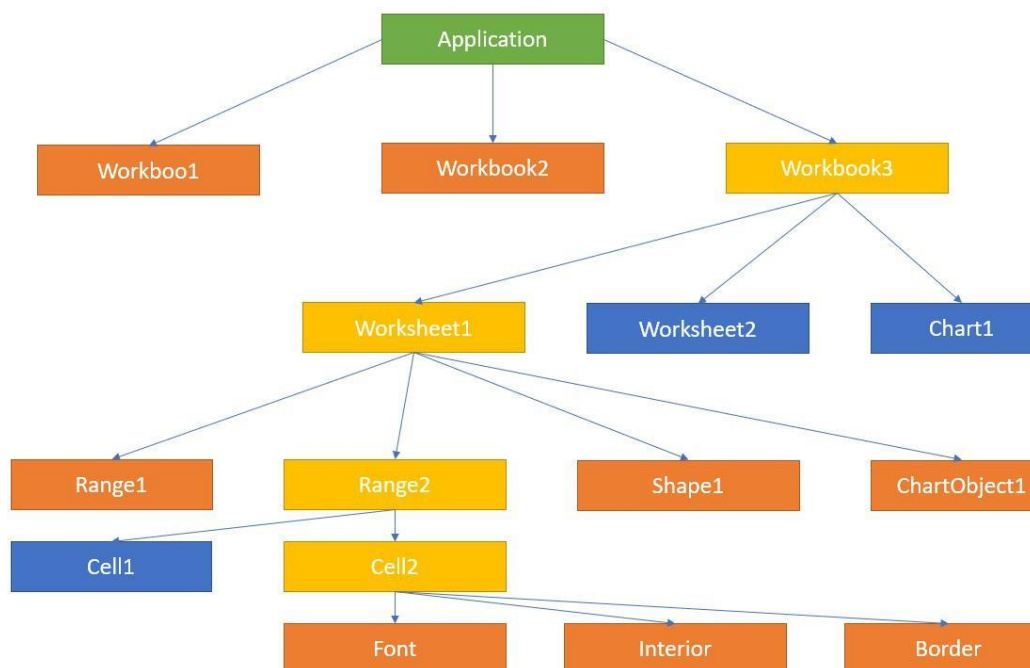 Application
Workboo1
Workbook2
Workbook3
Worksheet1
Worksheet2
Chart1
Range1
Range2
Shape1
ChartObject1
Cell1
Cell2
Font
Interior
Border